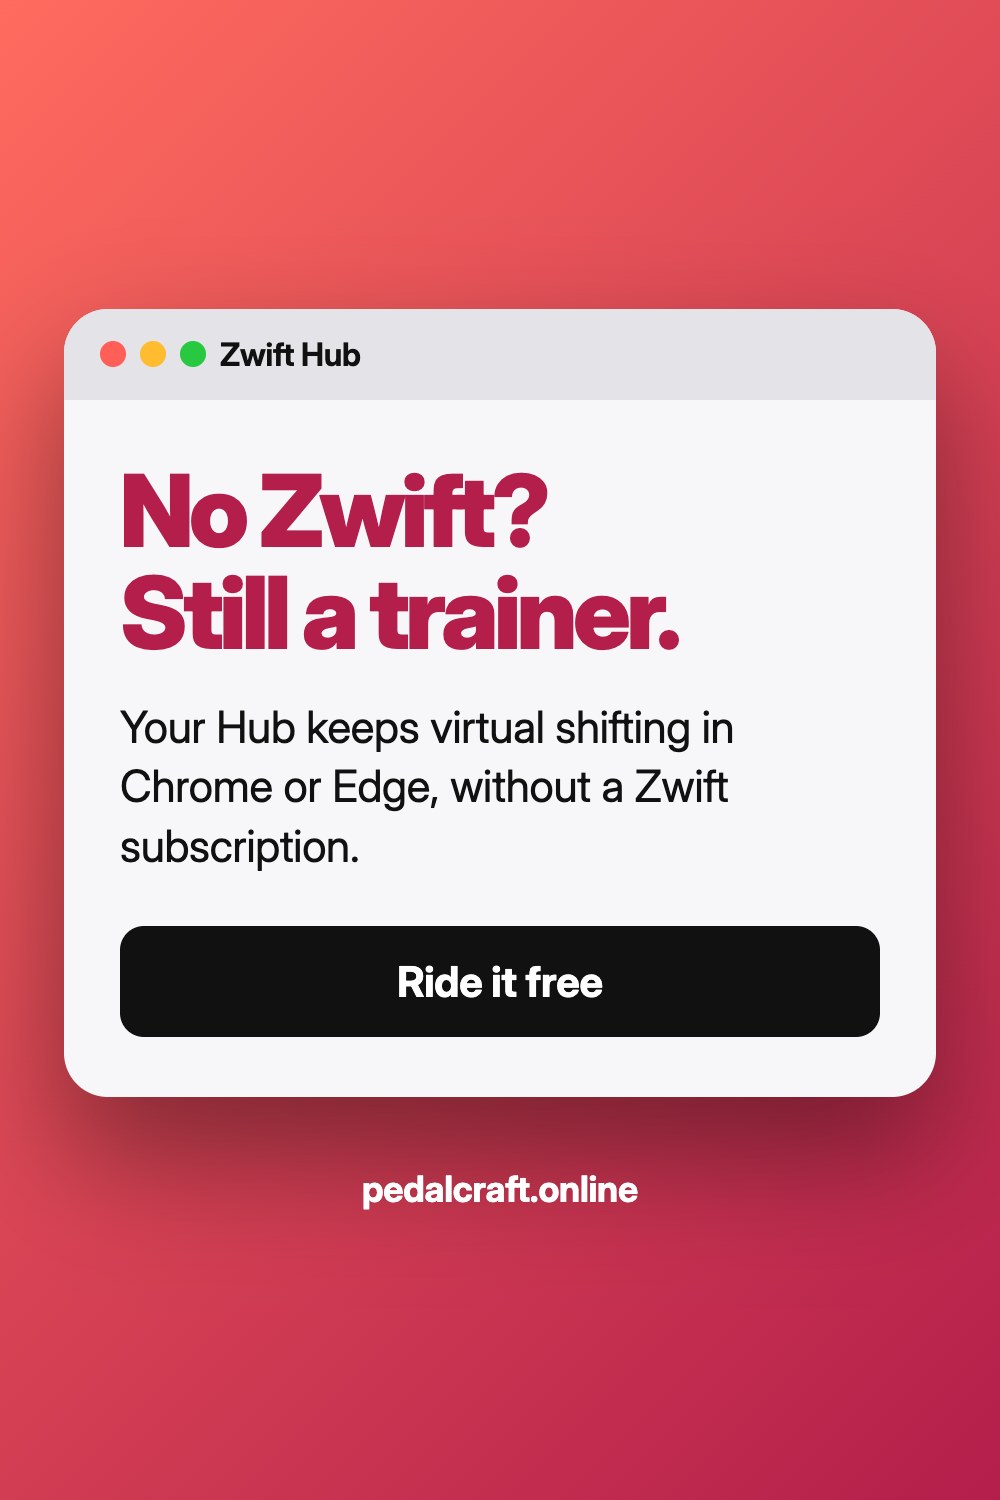 Zwift Hub
No Zwift?
Still a trainer.
Your Hub keeps virtual shifting in
Chrome or Edge, without a Zwift
subscription.
Ride it free
pedalcraft.online